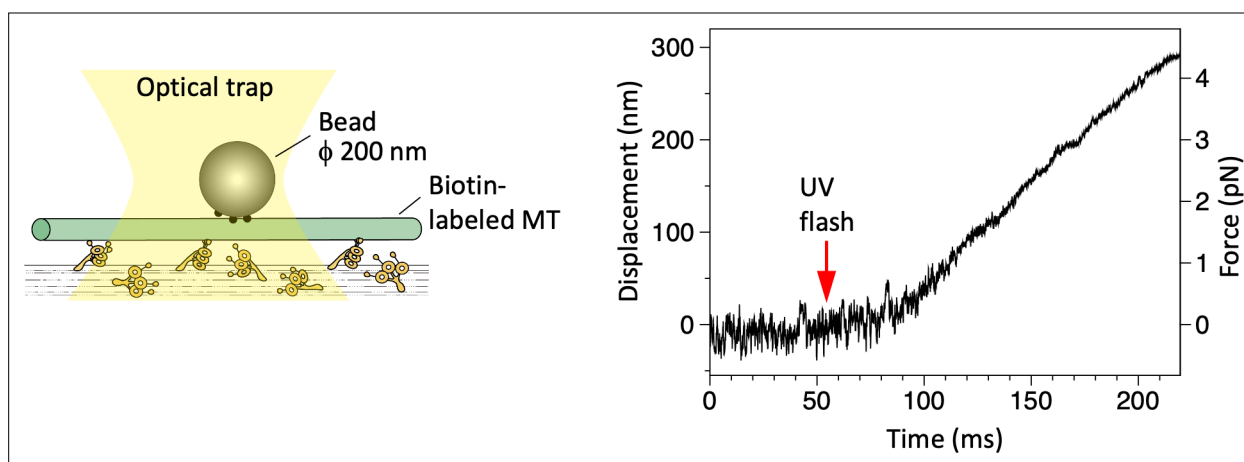 Optical trap
Bead
ϕ 200 nm
Biotin-
labeled MT
Displacement (nm)
300
200
100
0
UV
flash
4
3
2
1
0
Force (pN)
0
50
100
150
200
Time (ms)